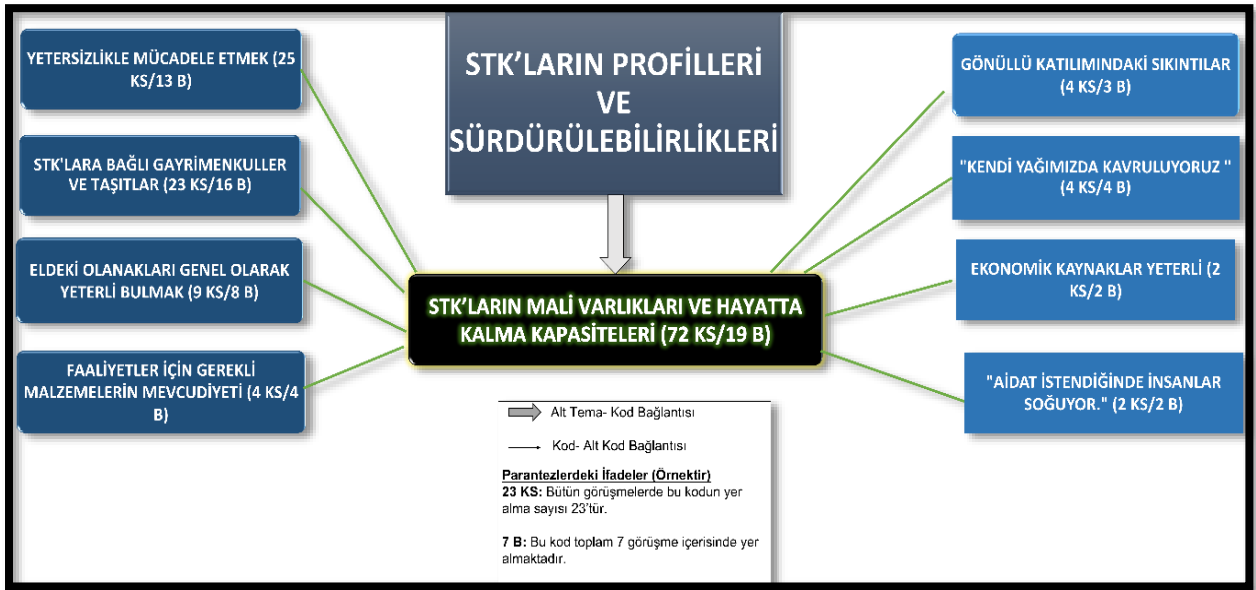 STK'LARIN PROFİLLERİ
VE
SÜRDÜRÜLEBİLİRLİKLERİ
YETERSİZLİKLE MÜCADELE ETMEK (25
KS/13 B)
STK'LARA BAĞLI GAYRİMENKULLER
VE TAŞITLAR (23 KS/16 B)
ELDEKİ OLANAKLARI GENEL OLARAK
YETERLİ BULMAK (9 KS/8 B)
FAALİYETLER İÇİN GEREKLİ
MALZEMELERİN MEVCUDİYETİ (4 KS/4
B)
STK'LARIN MALİ VARLIKLARI VE HAYATTA
KALMA KAPASİTELERİ (72 KS/19 B)
GÖNÜLLÜ KATILIMINDAKİ SIKINTILAR
(4 KS/3 B)
"KENDİ YAĞIMIZDA KAVRULUYORUZ "
(4 KS/4 B)
EKONOMİK KAYNAKLAR YETERLİ (2
KS/2 B)
"AİDAT İSTENDİĞİNDE İNSANLAR
SOĞUYOR." (2 KS/2 B)
Alt Tema- Kod Bağlantısı
Kod- Alt Kod Bağlantısı
Parantezlerdeki İfadeler (Örnektir)
23 KS: Bütün görüşmelerde bu kodun yer
alma sayısı 23'tür.
7 B: Bu kod toplam 7 görüşme içerisinde yer
almaktadır.